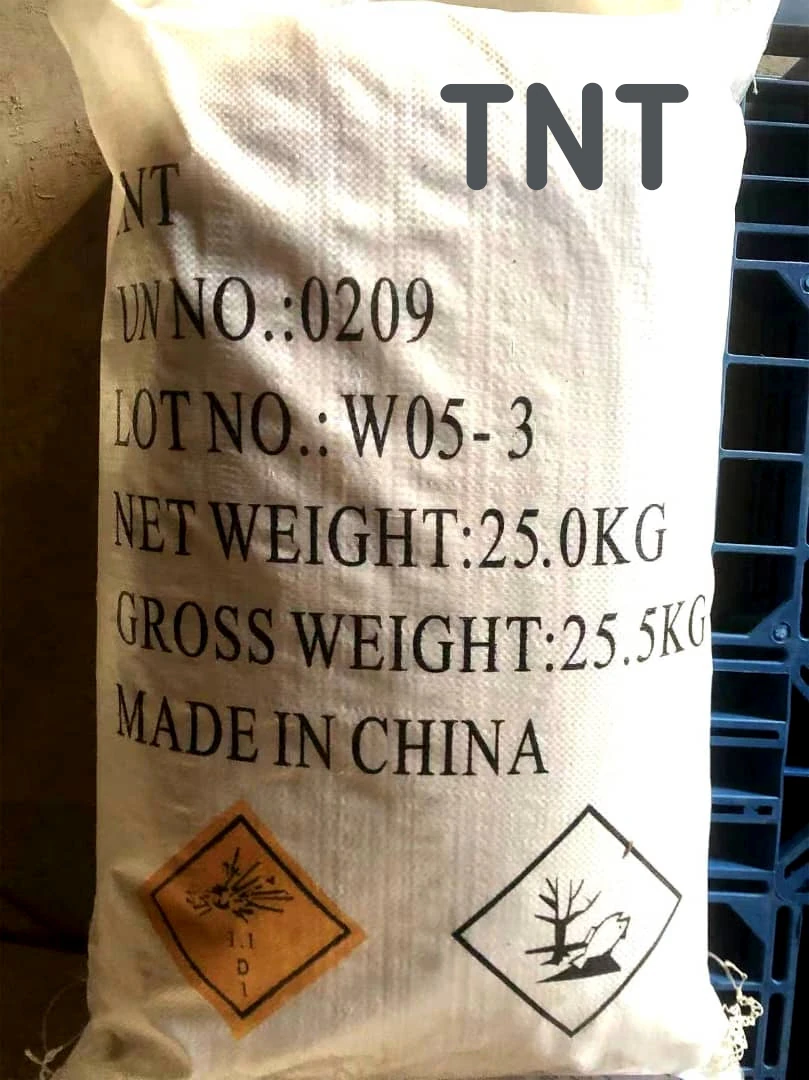 TNT
NT
UN NO.:0209
LOT NO.: W05-3
NET WEIGHT:25.0KG
GROSS WEIGHT:25.5KG
MADE IN CHINA
1.1
D
1